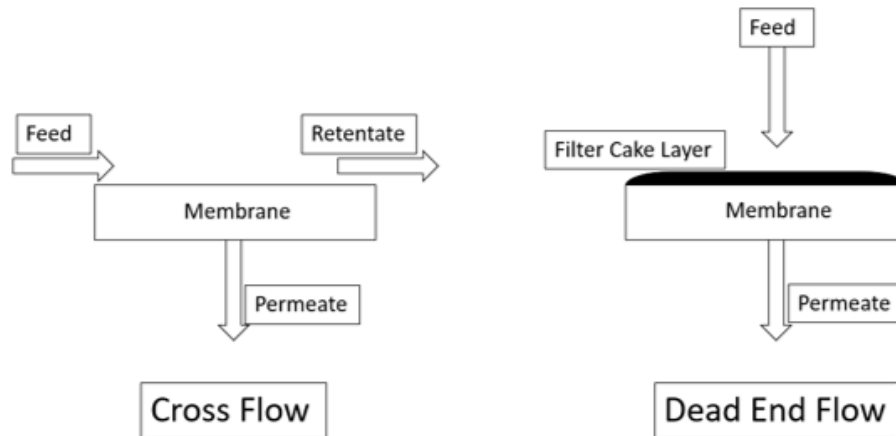 Feed
Retentate
Membrane
Permeate
Cross Flow
Feed
Filter Cake Layer
Membrane
Permeate
Dead End Flow